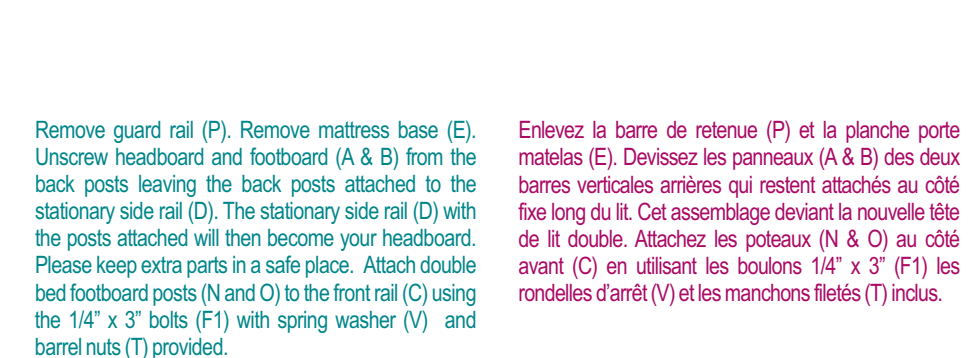 Remove guard rail (P). Remove mattress base (E).
Unscrew headboard and footboard (A & B) from the
back posts leaving the back posts attached to the
stationary side rail (D). The stationary side rail (D) with
the posts attached will then become your headboard.
Please keep extra parts in a safe place. Attach double
bed footboard posts (N and O) to the front rail (C) using
the 1/4” x 3” bolts (F1) with spring washer (V) and
barrel nuts (T) provided.
Enlevez la barre de retenue (P) et la planche porte
matelas (E). Devissez les panneaux (A & B) des deux
barres verticales arrières qui restent attachés au côté
fixe long du lit. Cet assemblage deviant la nouvelle tête
de lit double. Attachez les poteaux (N & O) au côté
avant (C) en utilisant les boulons 1/4” x 3” (F1) les
rondelles d’arrêt (V) et les manchons filetés (T) inclus.